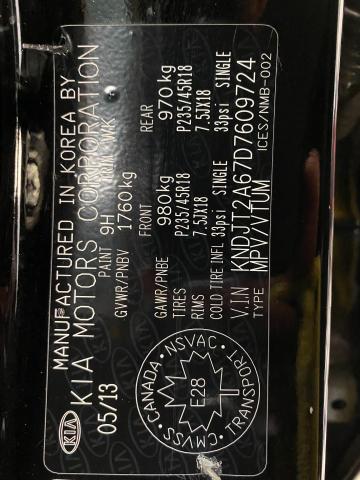 KIA MANUFACTURED IN KOREA BY
KIA MOTORS CORPORATION
05/13 PAINT 9H
GVWR/PNBV 1760kg
FRONT REAR
GAWR/PNBE 980kg 970kg
TIRES P235/45R18 P235/45R18
RIMS 7.5JX18 7.5JX18
COLD TIRE INFL 33psi SINGLE 33psi SINGLE
V.I.N KNDJT2A67D7609724
TYPE MPV/VTUM ICES/NMB-002
CANADA · NSVAC · TRANSPORT · CMVSS
E28